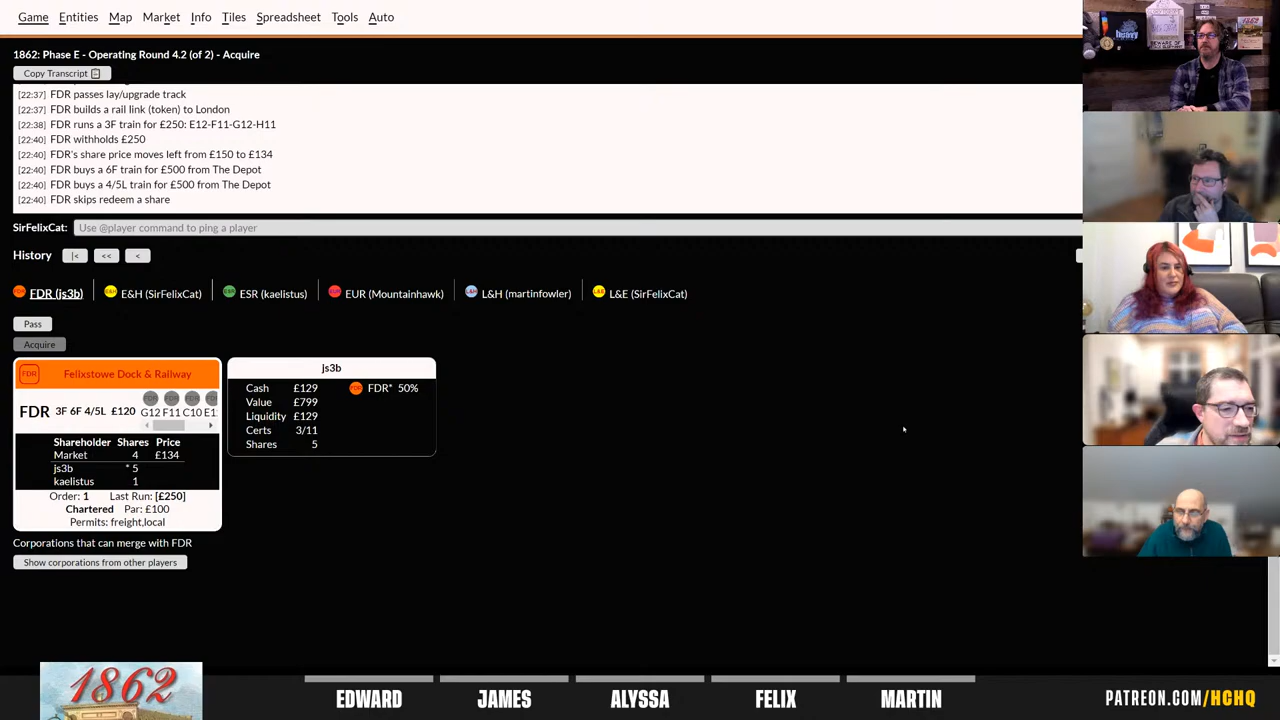 Game Entities Map Market Info Tiles Spreadsheet Tools Auto
1862: Phase E - Operating Round 4.2 (of 2) - Acquire
Copy Transcript
[22:37] FDR passes lay/upgrade track
[22:37] FDR builds a rail link (token) to London
[22:38] FDR runs a 3F train for £250: E12-F11-G12-H11
[22:40] FDR withholds £250
[22:40] FDR's share price moves left from £150 to £134
[22:40] FDR buys a 6F train for £500 from The Depot
[22:40] FDR buys a 4/5L train for £500 from The Depot
[22:40] FDR skips redeem a share
SirFelixCat: Use @player command to ping a player
History |< << <
FDR (js3b) E&H (SirFelixCat) ESR (kaelistus) EUR (Mountainhawk) L&H (martinfowler) L&E (SirFelixCat)
Pass
Acquire
FDR Felixstowe Dock & Railway
FDR 3F 6F 4/5L £120 G12 F11 C10
Shareholder Shares Price
Market 4 £134
js3b * 5
kaelistus 1
Order: 1 Last Run: [£250]
Chartered Par: £100
Permits: freight,local
js3b
Cash £129 FDR* 50%
Value £799
Liquidity £129
Certs 3/11
Shares 5
Corporations that can merge with FDR
Show corporations from other players
1862
EDWARD JAMES ALYSSA FELIX MARTIN
PATREON.COM/HCHQ